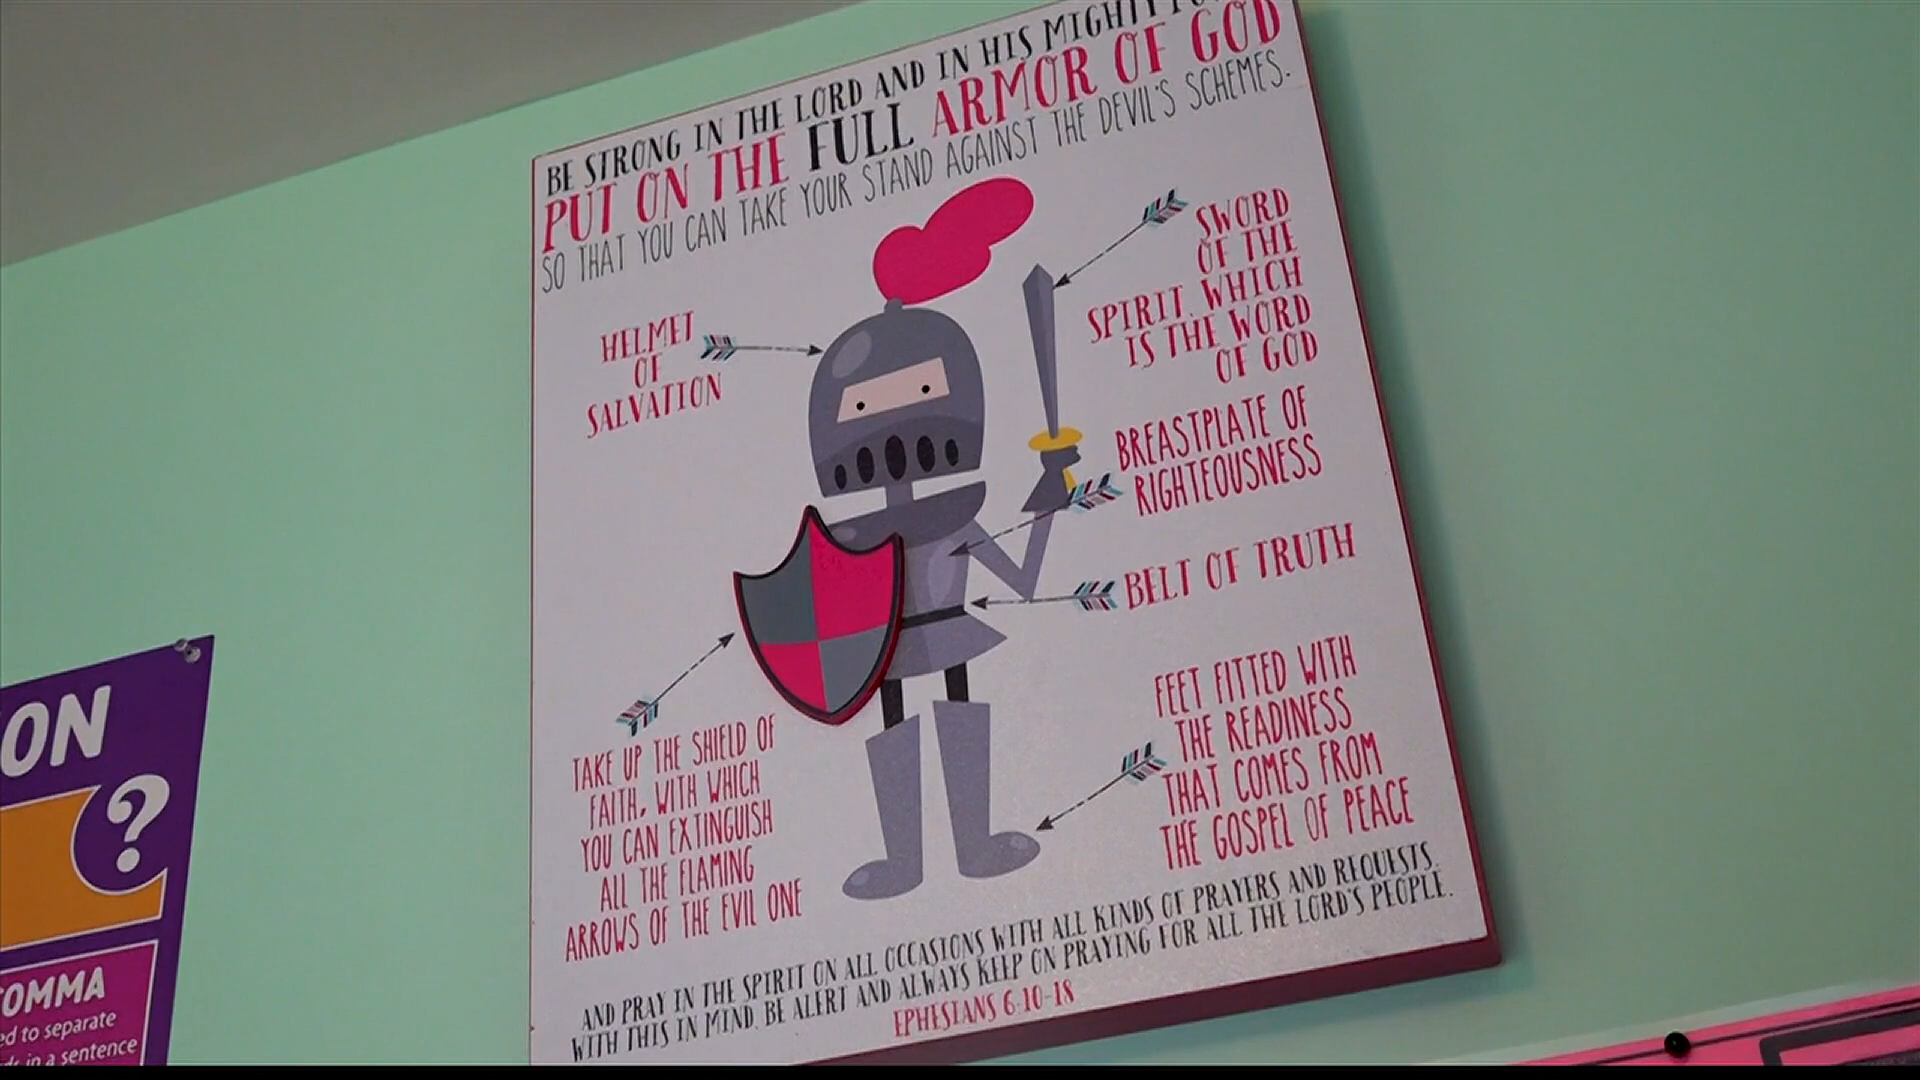 BE STRONG IN THE LORD AND IN HIS MIGHTY
PUT ON THE FULL ARMOR OF GOD
SO THAT YOU CAN TAKE YOUR STAND AGAINST THE DEVIL'S SCHEMES.
HELMET
OF
SALVATION
SWORD
OF THE
SPIRIT, WHICH
IS THE WORD
OF GOD
BREASTPLATE OF
RIGHTEOUSNESS
BELT OF TRUTH
TAKE UP THE SHIELD OF
FAITH, WITH WHICH
YOU CAN EXTINGUISH
ALL THE FLAMING
ARROWS OF THE EVIL ONE
FEET FITTED WITH
THE READINESS
THAT COMES FROM
THE GOSPEL OF PEACE
AND PRAY IN THE SPIRIT ON ALL OCCASIONS WITH ALL KINDS OF PRAYERS AND REQUESTS.
WITH THIS IN MIND, BE ALERT AND ALWAYS KEEP ON PRAYING FOR ALL THE LORD'S PEOPLE.
EPHESIANS 6:10-18
ON
?
OMMA
ed to separate
in a sentence